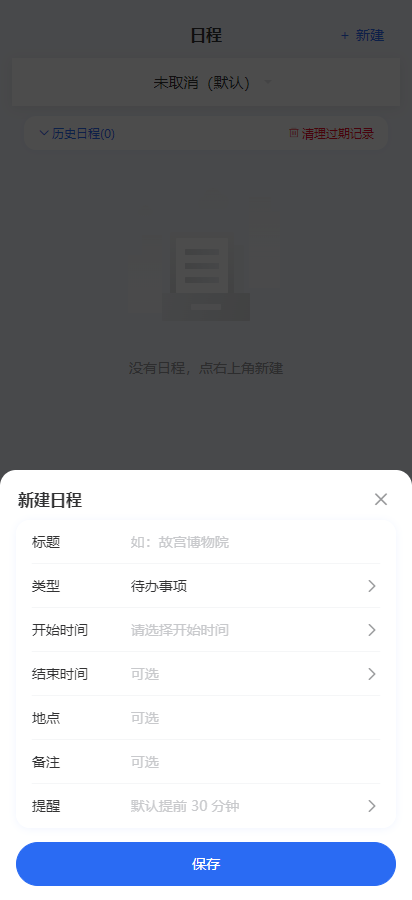 日程
+ 新建
未取消（默认）
历史日程(0)
清理过期记录
没有日程，点右上角新建
新建日程
标题 如：故宫博物院
类型 待办事项
开始时间 请选择开始时间
结束时间 可选
地点 可选
备注 可选
提醒 默认提前 30 分钟
保存